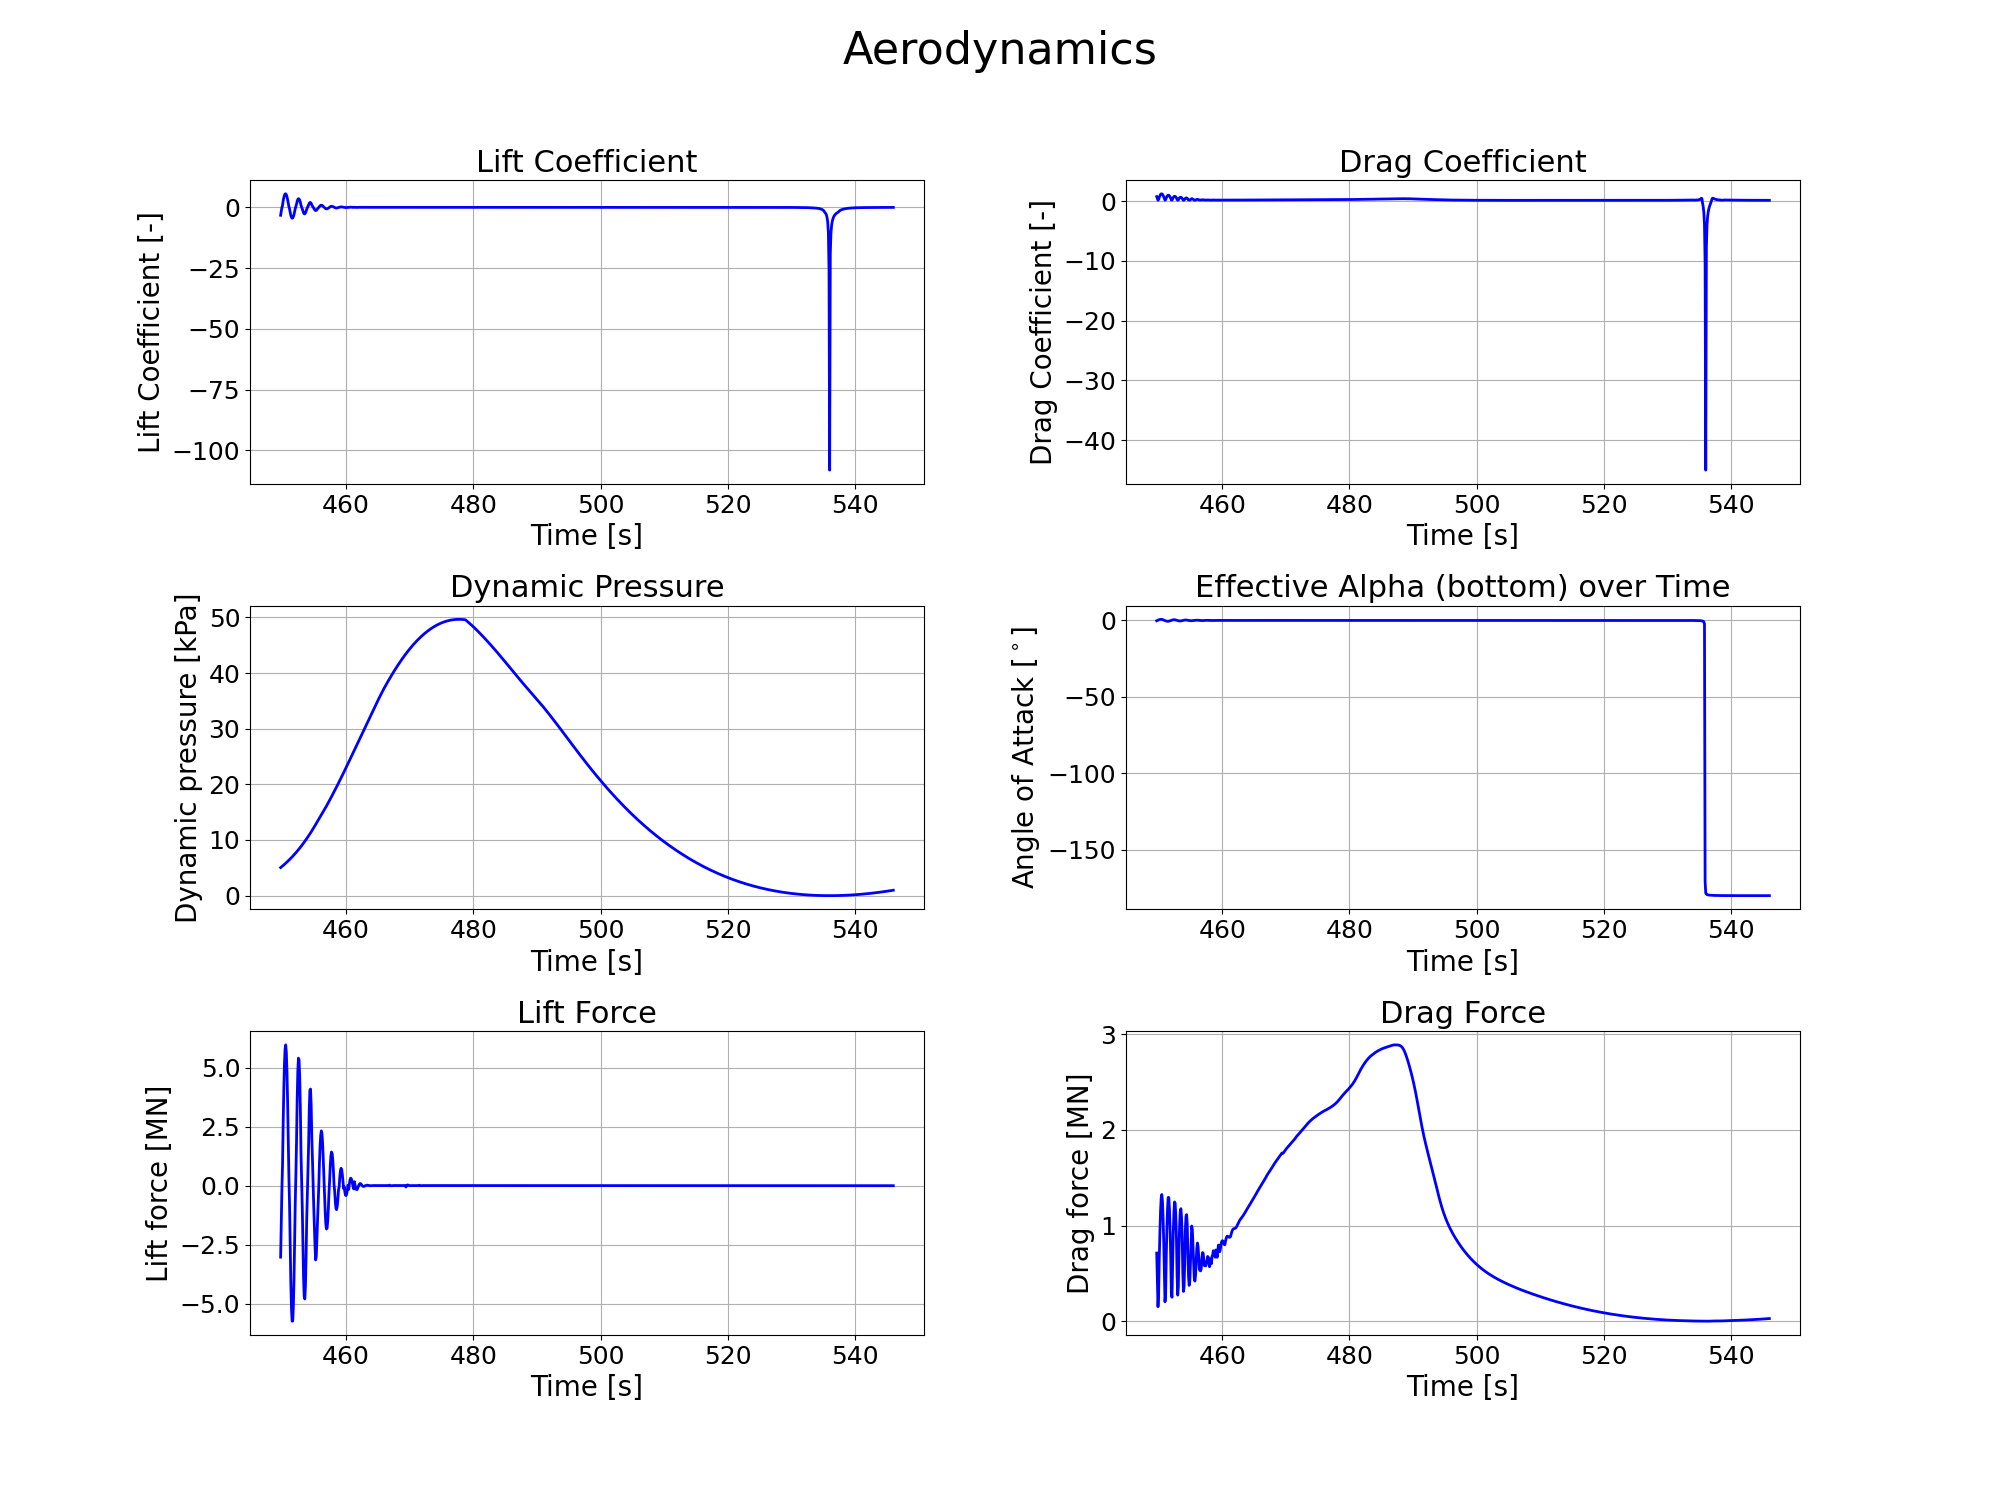 Aerodynamics
Lift Coefficient
Lift Coefficient [-]
0
−25
−50
−75
−100
460 480 500 520 540
Time [s]
Drag Coefficient
Drag Coefficient [-]
0
−10
−20
−30
−40
460 480 500 520 540
Time [s]
Dynamic Pressure
Dynamic pressure [kPa]
50
40
30
20
10
0
460 480 500 520 540
Time [s]
Effective Alpha (bottom) over Time
Angle of Attack [°]
0
−50
−100
−150
460 480 500 520 540
Time [s]
Lift Force
Lift force [MN]
5.0
2.5
0.0
−2.5
−5.0
460 480 500 520 540
Time [s]
Drag Force
Drag force [MN]
3
2
1
0
460 480 500 520 540
Time [s]